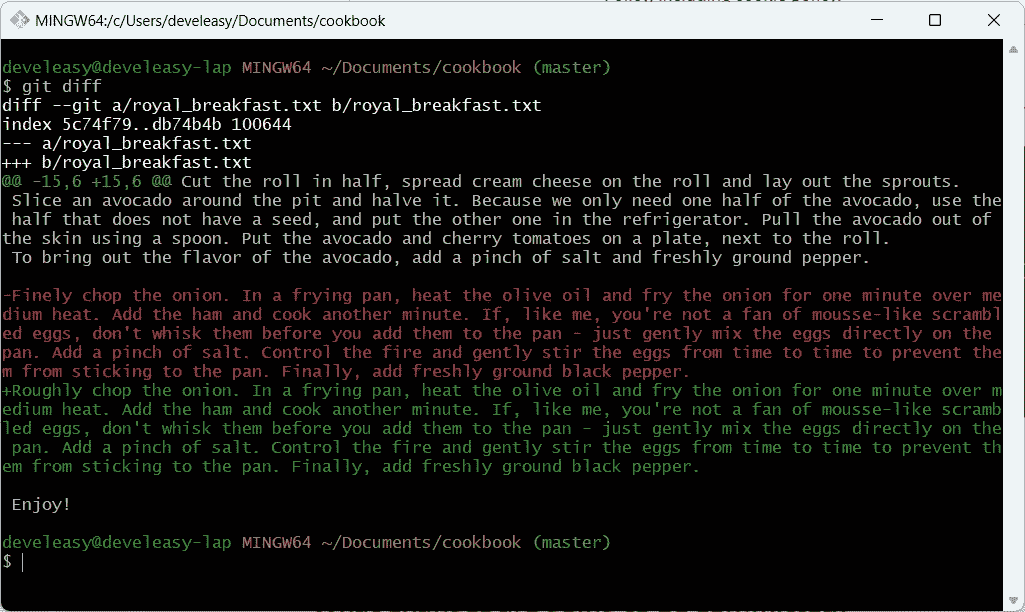 MINGW64:/c/Users/develeasy/Documents/cookbook
develeasy@develeasy-lap MINGW64 ~/Documents/cookbook (master)
$ git diff
diff --git a/royal_breakfast.txt b/royal_breakfast.txt
index 5c74f79..db74b4b 100644
--- a/royal_breakfast.txt
+++ b/royal_breakfast.txt
@@ -15,6 +15,6 @@ Cut the roll in half, spread cream cheese on the roll and lay out the sprouts.
 Slice an avocado around the pit and halve it. Because we only need one half of the avocado, use the
 half that does not have a seed, and put the other one in the refrigerator. Pull the avocado out of
the skin using a spoon. Put the avocado and cherry tomatoes on a plate, next to the roll.
 To bring out the flavor of the avocado, add a pinch of salt and freshly ground pepper.
-Finely chop the onion. In a frying pan, heat the olive oil and fry the onion for one minute over me
dium heat. Add the ham and cook another minute. If, like me, you're not a fan of mousse-like scrambl
ed eggs, don't whisk them before you add them to the pan - just gently mix the eggs directly on the
pan. Add a pinch of salt. Control the fire and gently stir the eggs from time to time to prevent the
m from sticking to the pan. Finally, add freshly ground black pepper.
+Roughly chop the onion. In a frying pan, heat the olive oil and fry the onion for one minute over m
edium heat. Add the ham and cook another minute. If, like me, you're not a fan of mousse-like scramb
led eggs, don't whisk them before you add them to the pan - just gently mix the eggs directly on the
 pan. Add a pinch of salt. Control the fire and gently stir the eggs from time to time to prevent th
em from sticking to the pan. Finally, add freshly ground black pepper.
 Enjoy!
develeasy@develeasy-lap MINGW64 ~/Documents/cookbook (master)
$